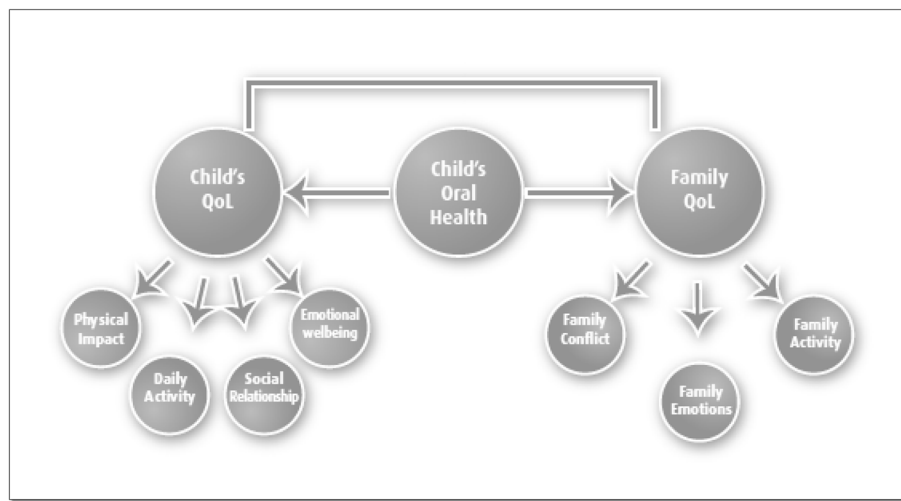 Child's
QoL
Child's
Oral
Health
Family
QoL
Physical
Impact
Daily
Activity
Social
Relationship
Emotional
welbeing
Family
Conflict
Family
Emotions
Family
Activity